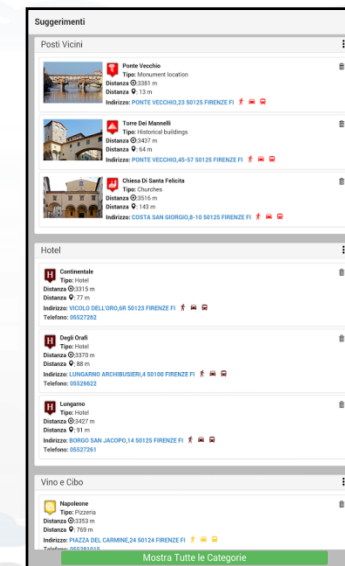 Suggerimenti
Posti Vicini
Ponte Vecchio
Tipo: Monument location
Distanza :3381 m
Distanza : 13 m
Indirizzo: PONTE VECCHIO,23 50125 FIRENZE FI
Torre Dei Mannelli
Tipo: Historical buildings
Distanza :3437 m
Distanza : 64 m
Indirizzo: PONTE VECCHIO,45-57 50125 FIRENZE FI
Chiesa Di Santa Felicita
Tipo: Churches
Distanza :3516 m
Distanza : 143 m
Indirizzo: COSTA SAN GIORGIO,8-10 50125 FIRENZE FI
Hotel
Continentale
Tipo: Hotel
Distanza :3315 m
Distanza : 77 m
Indirizzo: VICOLO DELL'ORO,6R 50123 FIRENZE FI
Telefono: 05527262
Degli Orafi
Tipo: Hotel
Distanza :3373 m
Distanza : 88 m
Indirizzo: LUNGARNO ARCHIBUSIERI,4 50100 FIRENZE FI
Telefono: 05526622
Lungarno
Tipo: Hotel
Distanza :3427 m
Distanza : 91 m
Indirizzo: BORGO SAN JACOPO,14 50125 FIRENZE FI
Telefono: 05527261
Vino e Cibo
Napoleone
Tipo: Pizzeria
Distanza :2353 m
Distanza : 769 m
Indirizzo: PIAZZA DEL CARMINE,24 50124 FIRENZE FI
Telefono: 055281015
Mostra Tutte le Categorie